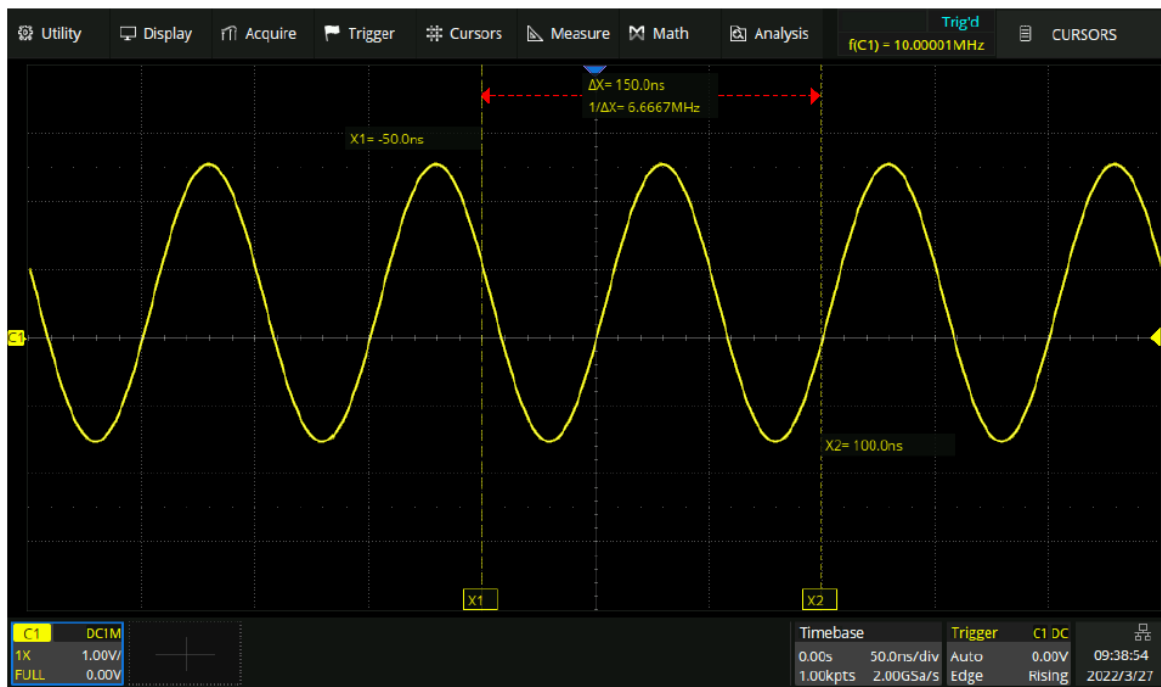 Utility Display Acquire Trigger Cursors Measure Math Analysis Trig'd CURSORS
f(C1) = 10.00001MHz
ΔX= 150.0ns
1/ΔX= 6.6667MHz
X1= -50.0ns
C1
X2= 100.0ns
X1 X2
C1 DC1M
1X 1.00V/
FULL 0.00V
Timebase
0.00s 50.0ns/div
1.00kpts 2.00GSa/s
Trigger C1 DC
Auto 0.00V
Edge Rising
09:38:54
2022/3/27